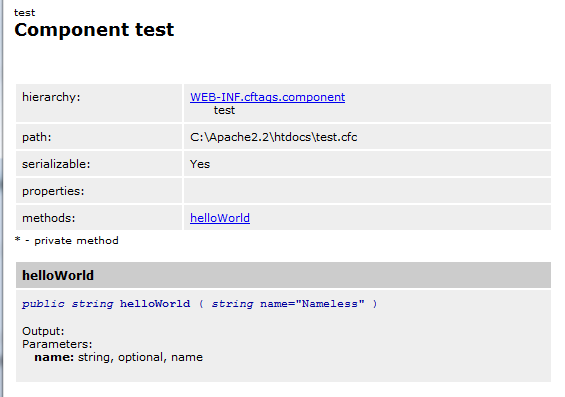 test
Component test
hierarchy: WEB-INF.cftags.component
test
path: C:\Apache2.2\htdocs\test.cfc
serializable: Yes
properties:
methods: helloWorld
* - private method
helloWorld
public string helloWorld ( string name="Nameless" )
Output:
Parameters:
name: string, optional, name